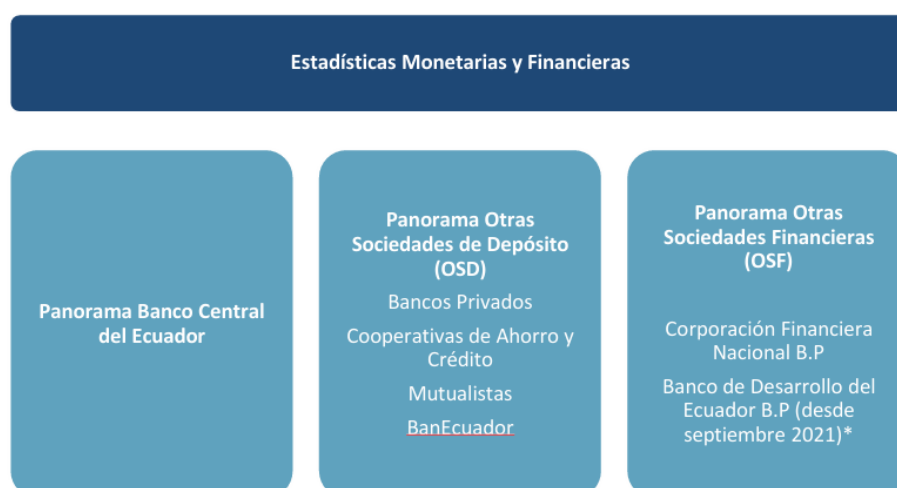 Estadísticas Monetarias y Financieras
Panorama Banco Central
del Ecuador
Panorama Otras
Sociedades de Depósito
(OSD)
Bancos Privados
Cooperativas de Ahorro y
Crédito
Mutualistas
BanEcuador
Panorama Otras
Sociedades Financieras
(OSF)
Corporación Financiera
Nacional B.P
Banco de Desarrollo del
Ecuador B.P (desde
septiembre 2021)*